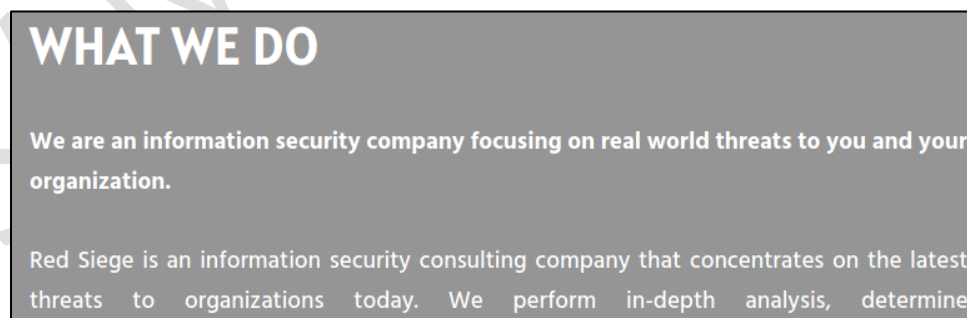 WHAT WE DO
We are an information security company focusing on real world threats to you and your
organization.
Red Siege is an information security consulting company that concentrates on the latest
threats to organizations today. We perform in-depth analysis, determine